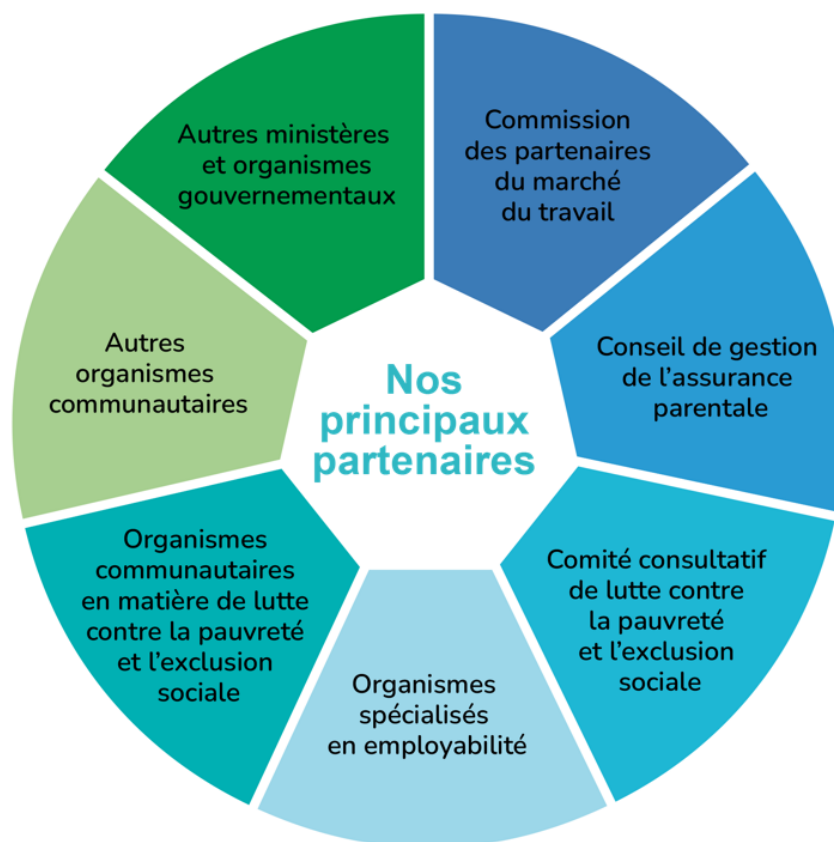 Nos
principaux
partenaires
Commission
des partenaires
du marché
du travail
Conseil de gestion
de l’assurance
parentale
Comité consultatif
de lutte contre
la pauvreté
et l’exclusion
sociale
Organismes
spécialisés
en employabilité
Organismes
communautaires
en matière de lutte
contre la pauvreté
et l’exclusion
sociale
Autres
organismes
communautaires
Autres ministères
et organismes
gouvernementaux